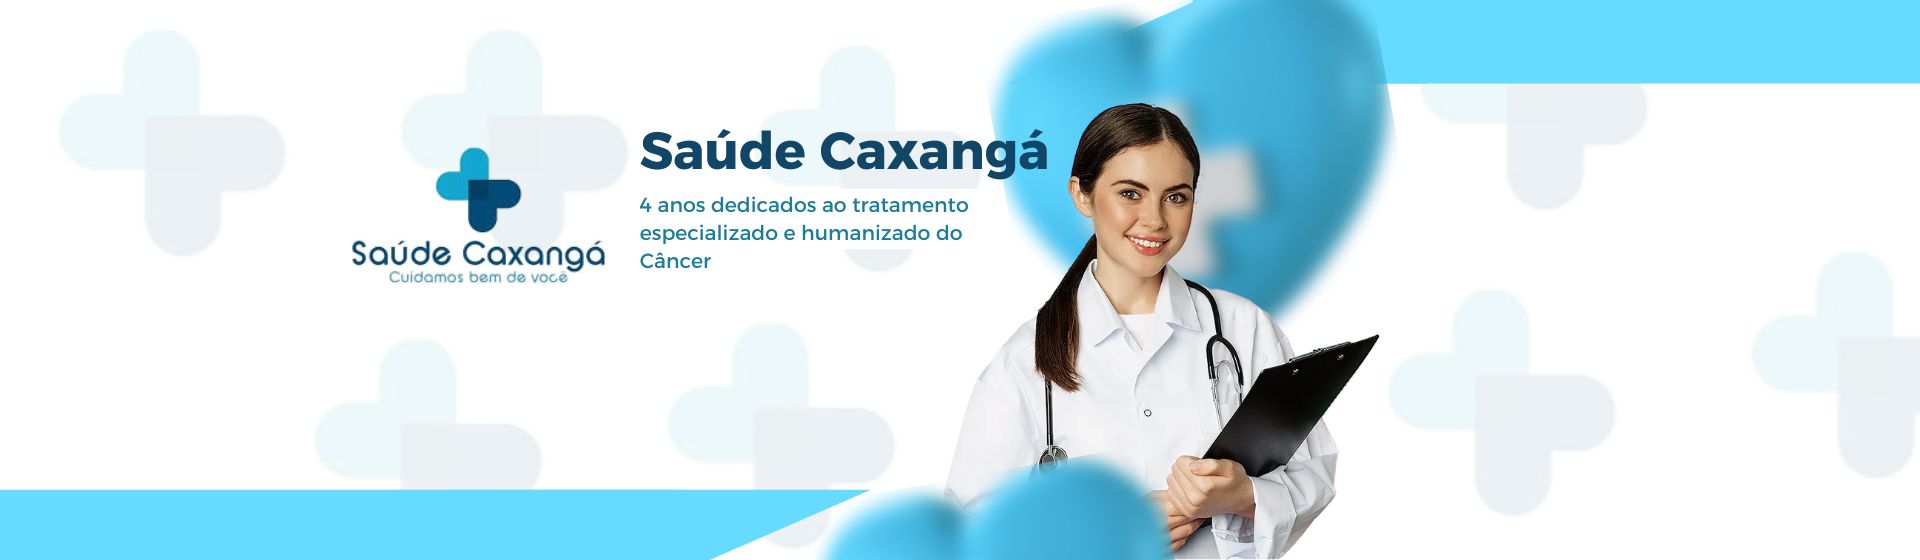 Saúde Caxangá
Cuidamos bem de você
Saúde Caxangá
4 anos dedicados ao tratamento
especializado e humanizado do
Câncer